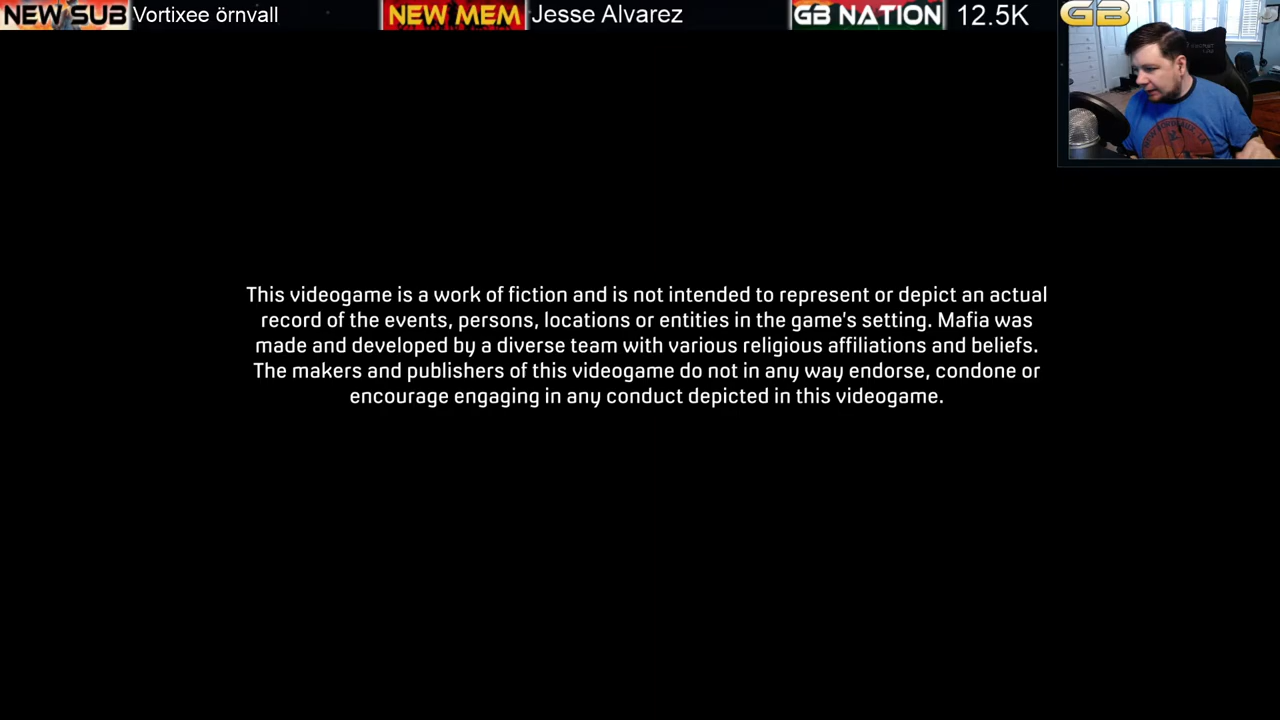 NEW SUB Vortixee örnvall NEW MEM Jesse Alvarez GB NATION 12.5K GB
This videogame is a work of fiction and is not intended to represent or depict an actual
record of the events, persons, locations or entities in the game's setting. Mafia was
made and developed by a diverse team with various religious affiliations and beliefs.
The makers and publishers of this videogame do not in any way endorse, condone or
encourage engaging in any conduct depicted in this videogame.